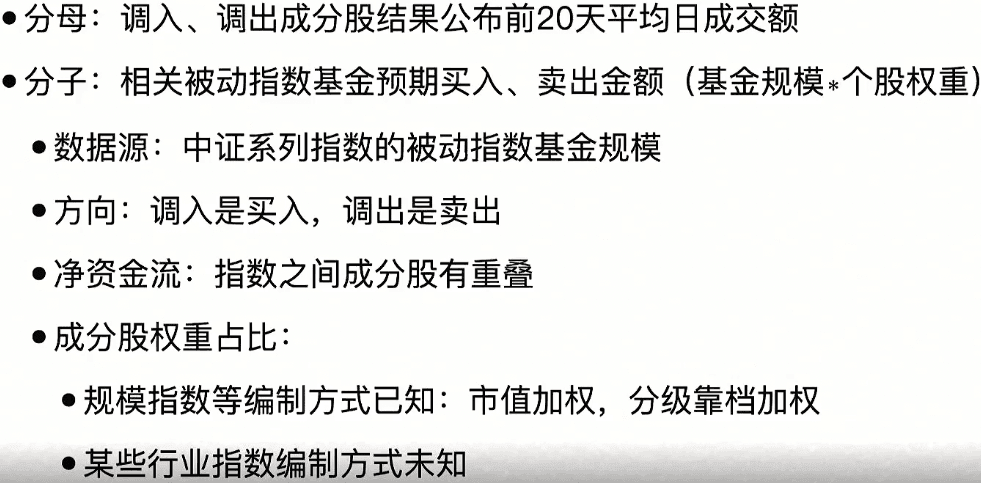 • 分母：调入、调出成分股结果公布前20天平均日成交额
• 分子：相关被动指数基金预期买入、卖出金额（基金规模*个股权重）
• 数据源：中证系列指数的被动指数基金规模
• 方向：调入是买入，调出是卖出
• 净资金流：指数之间成分股有重叠
• 成分股权重占比：
• 规模指数等编制方式已知：市值加权，分级靠档加权
• 某些行业指数编制方式未知